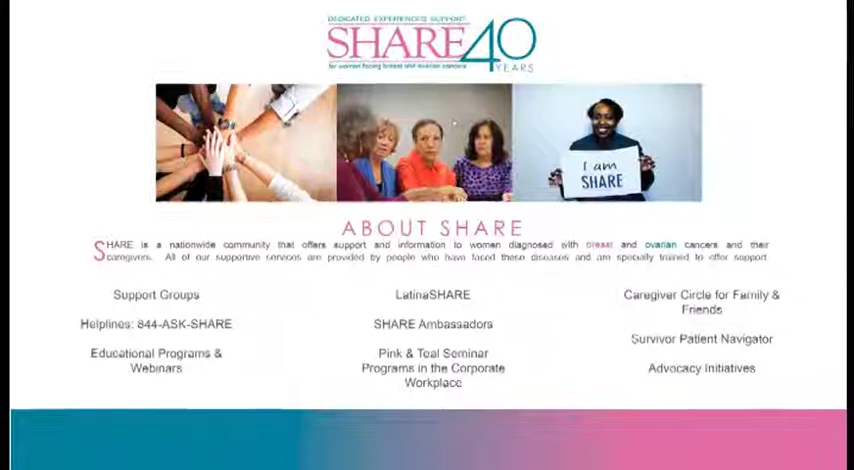 DEDICATED EXPERIENCED SUPPORT
SHARE 40
for women facing breast and ovarian cancers
YEARS
I am
SHARE
ABOUT SHARE
SHARE is a nationwide community that offers support and information to women diagnosed with breast and ovarian cancers and their
caregivers. All of our supportive services are provided by people who have faced these diseases and are specially trained to offer support.
Support Groups
Helplines: 844-ASK-SHARE
Educational Programs &
Webinars
LatinaSHARE
SHARE Ambassadors
Pink & Teal Seminar
Programs in the Corporate
Workplace
Caregiver Circle for Family &
Friends
Survivor Patient Navigator
Advocacy Initiatives